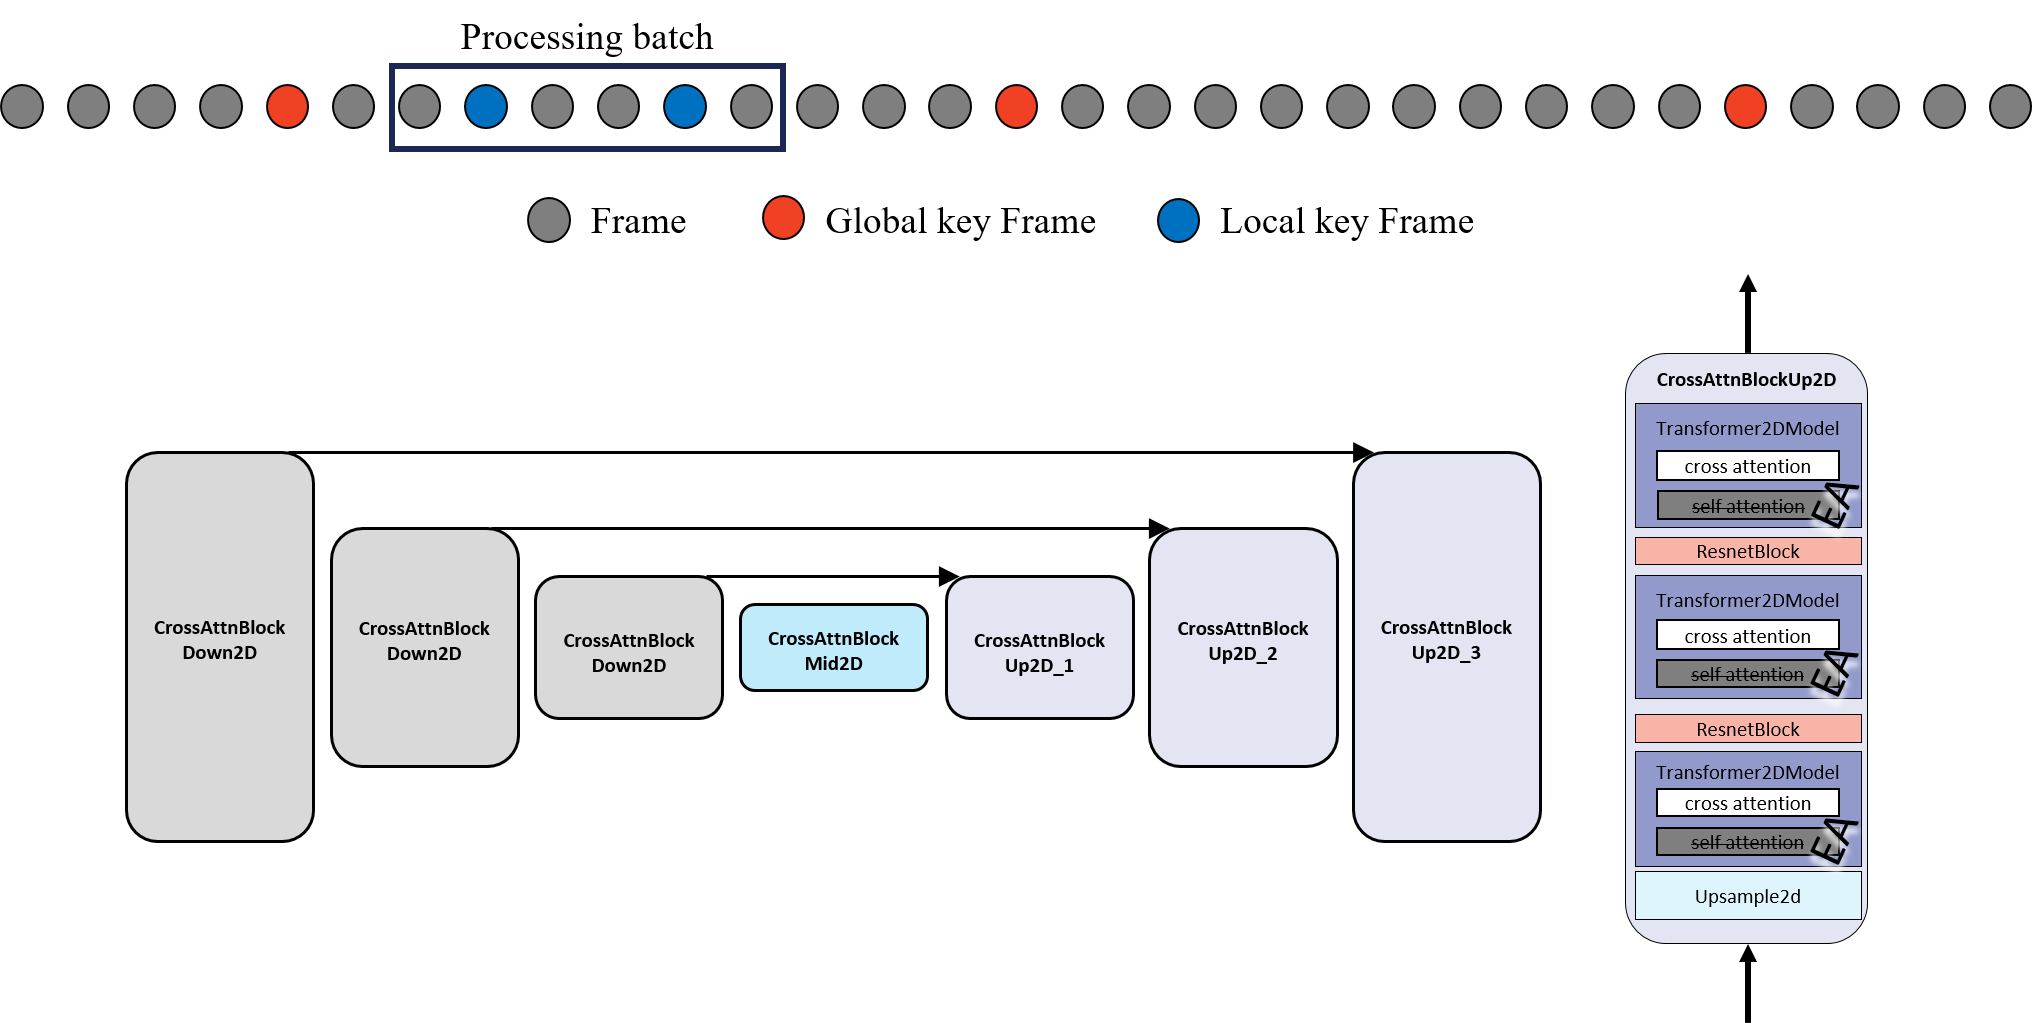 Processing batch
Frame
Global key Frame
Local key Frame
CrossAttnBlock
Down2D
CrossAttnBlock
Down2D
CrossAttnBlock
Down2D
CrossAttnBlock
Mid2D
CrossAttnBlock
Up2D_1
CrossAttnBlock
Up2D_2
CrossAttnBlock
Up2D_3
CrossAttnBlockUp2D
Transformer2DModel
cross attention
self attention
EA
ResnetBlock
Transformer2DModel
cross attention
self attention
EA
ResnetBlock
Transformer2DModel
cross attention
self attention
EA
Upsample2d